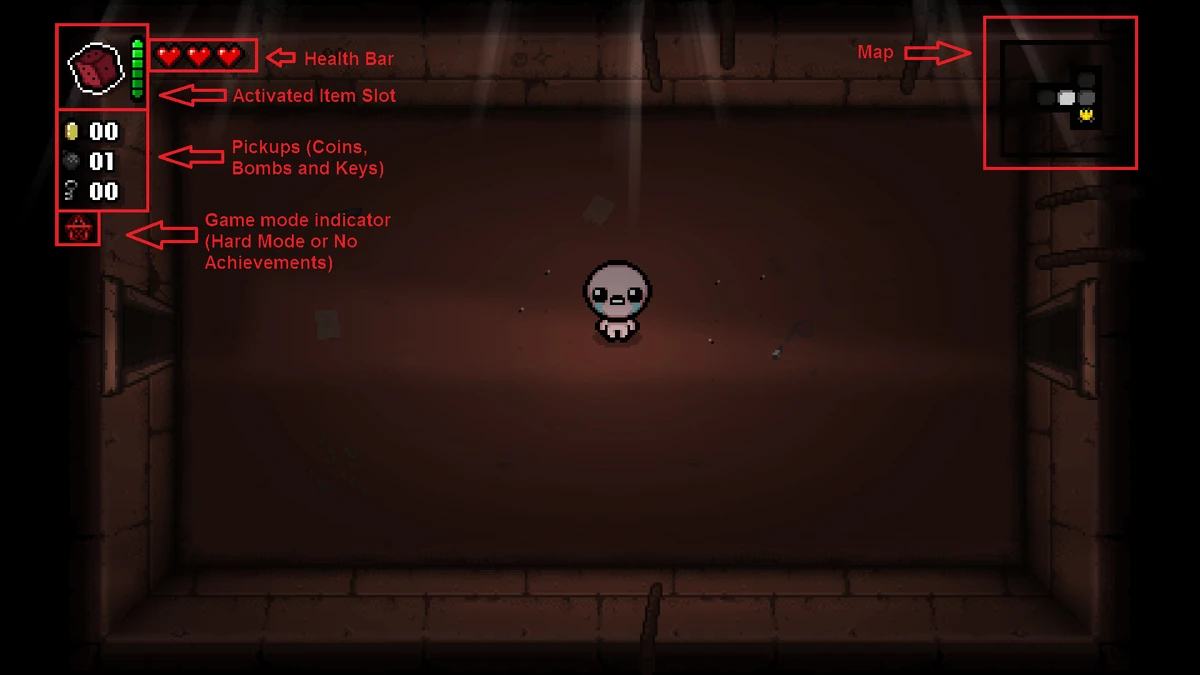 Health Bar
Map
Activated Item Slot
00
01
00
Pickups (Coins,
Bombs and Keys)
Game mode indicator
(Hard Mode or No
Achievements)